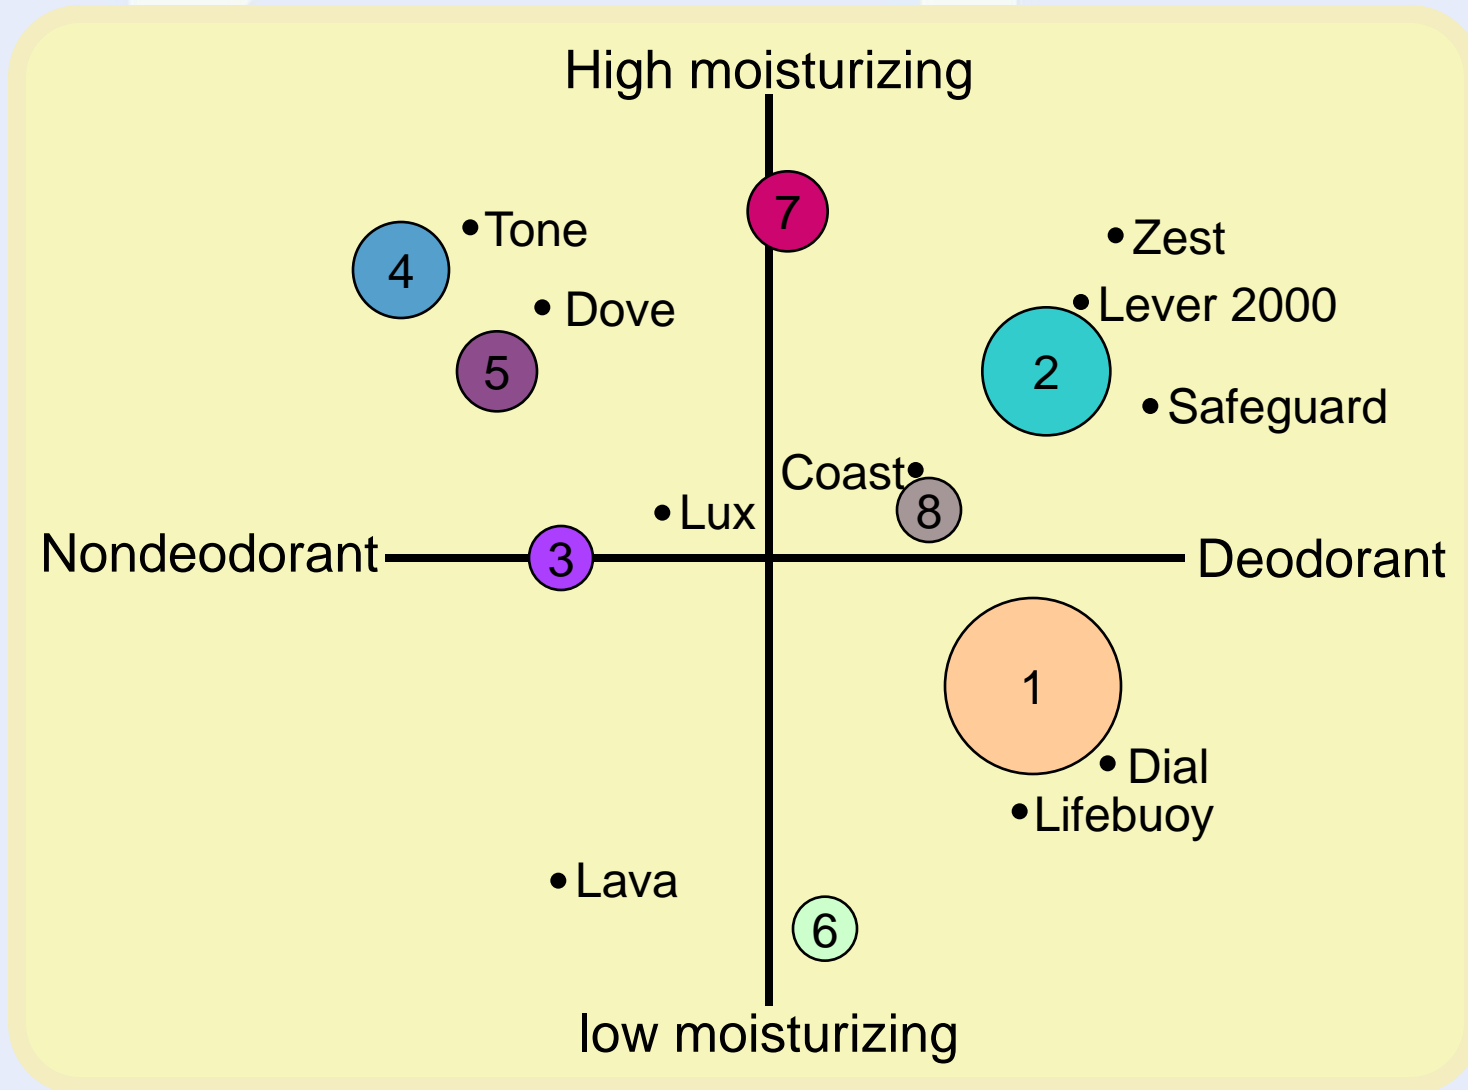 High moisturizing
7
Tone
Zest
4
Dove
Lever 2000
5
2
Safeguard
Coast
Lux
8
Nondeodorant
3
Deodorant
1
Dial
Lifebuoy
Lava
6
low moisturizing